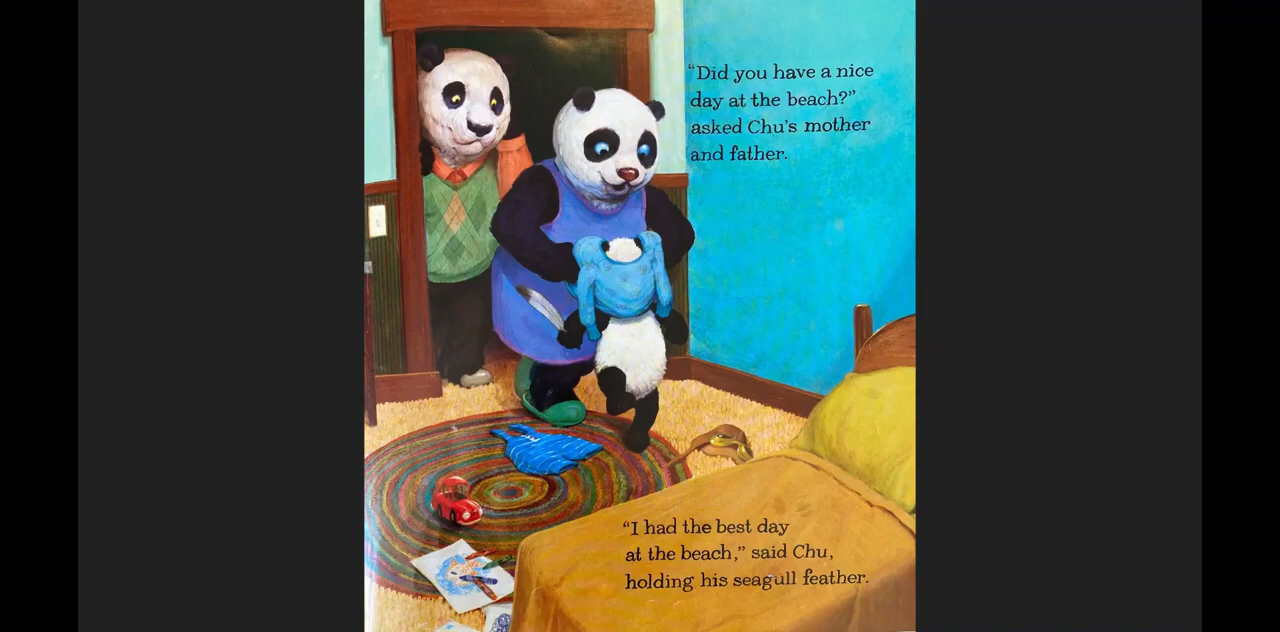 “Did you have a nice
day at the beach?”
asked Chu’s mother
and father.
“I had the best day
at the beach,” said Chu,
holding his seagull feather.